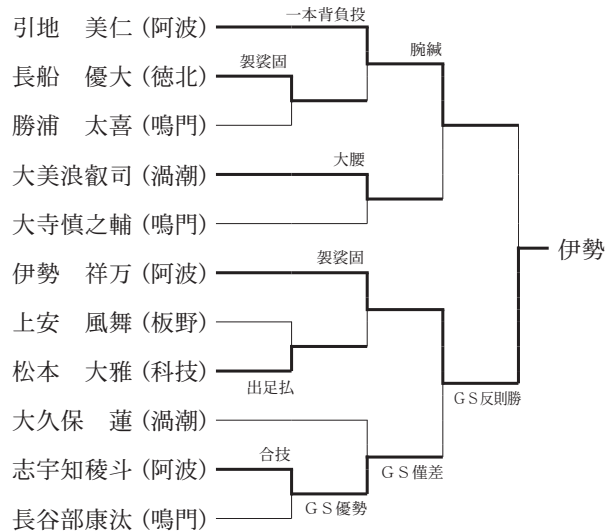 引地　美仁 (阿波)
一本背負投
腕緘
長船　優大 (徳北)
袈裟固
勝浦　太喜 (鳴門)
大美浪叡司 (渦潮)
大腰
大寺慎之輔 (鳴門)
伊勢
伊勢　祥万 (阿波)
袈裟固
上安　風舞 (板野)
松本　大雅 (科技)
出足払
ＧＳ反則勝
大久保　蓮 (渦潮)
志宇知稜斗 (阿波)
合技
ＧＳ僅差
ＧＳ優勢
長谷部康汰 (鳴門)